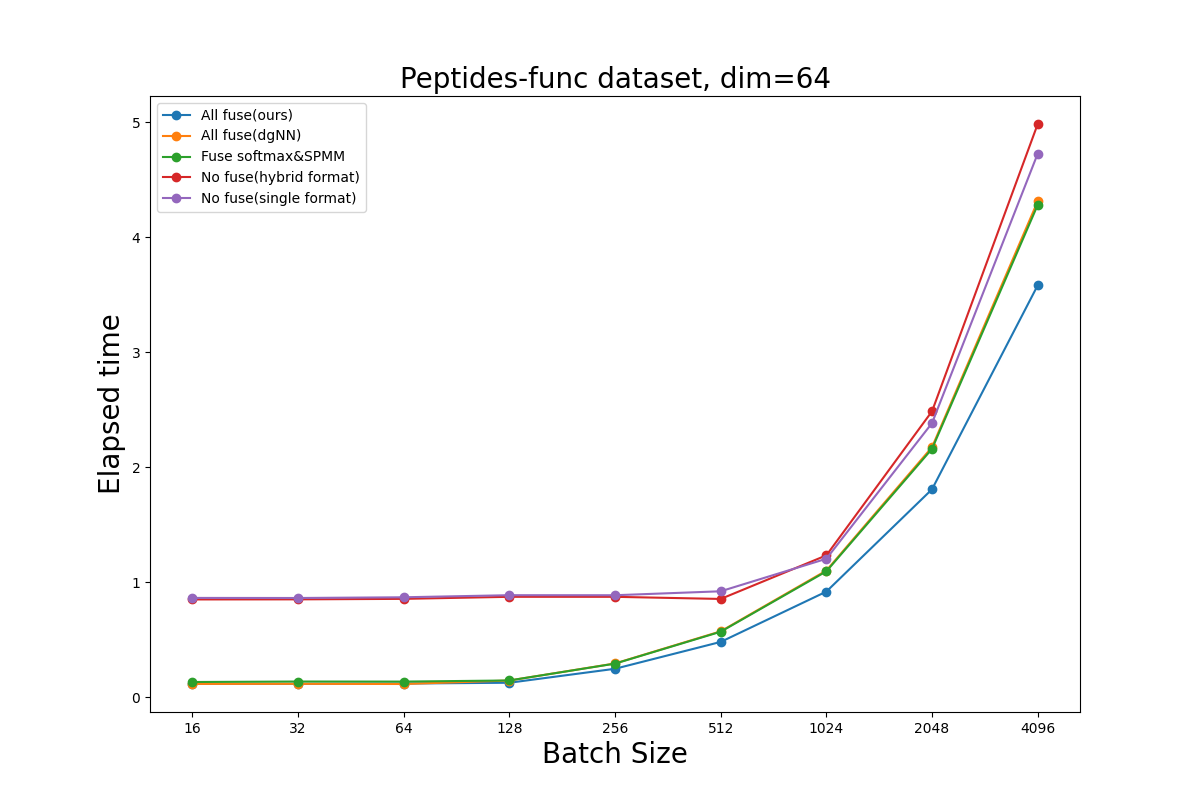 Peptides-func dataset, dim=64
All fuse(ours)
All fuse(dgNN)
Fuse softmax&SPMM
No fuse(hybrid format)
No fuse(single format)
Elapsed time
5
4
3
2
1
0
16 32 64 128 256 512 1024 2048 4096
Batch Size